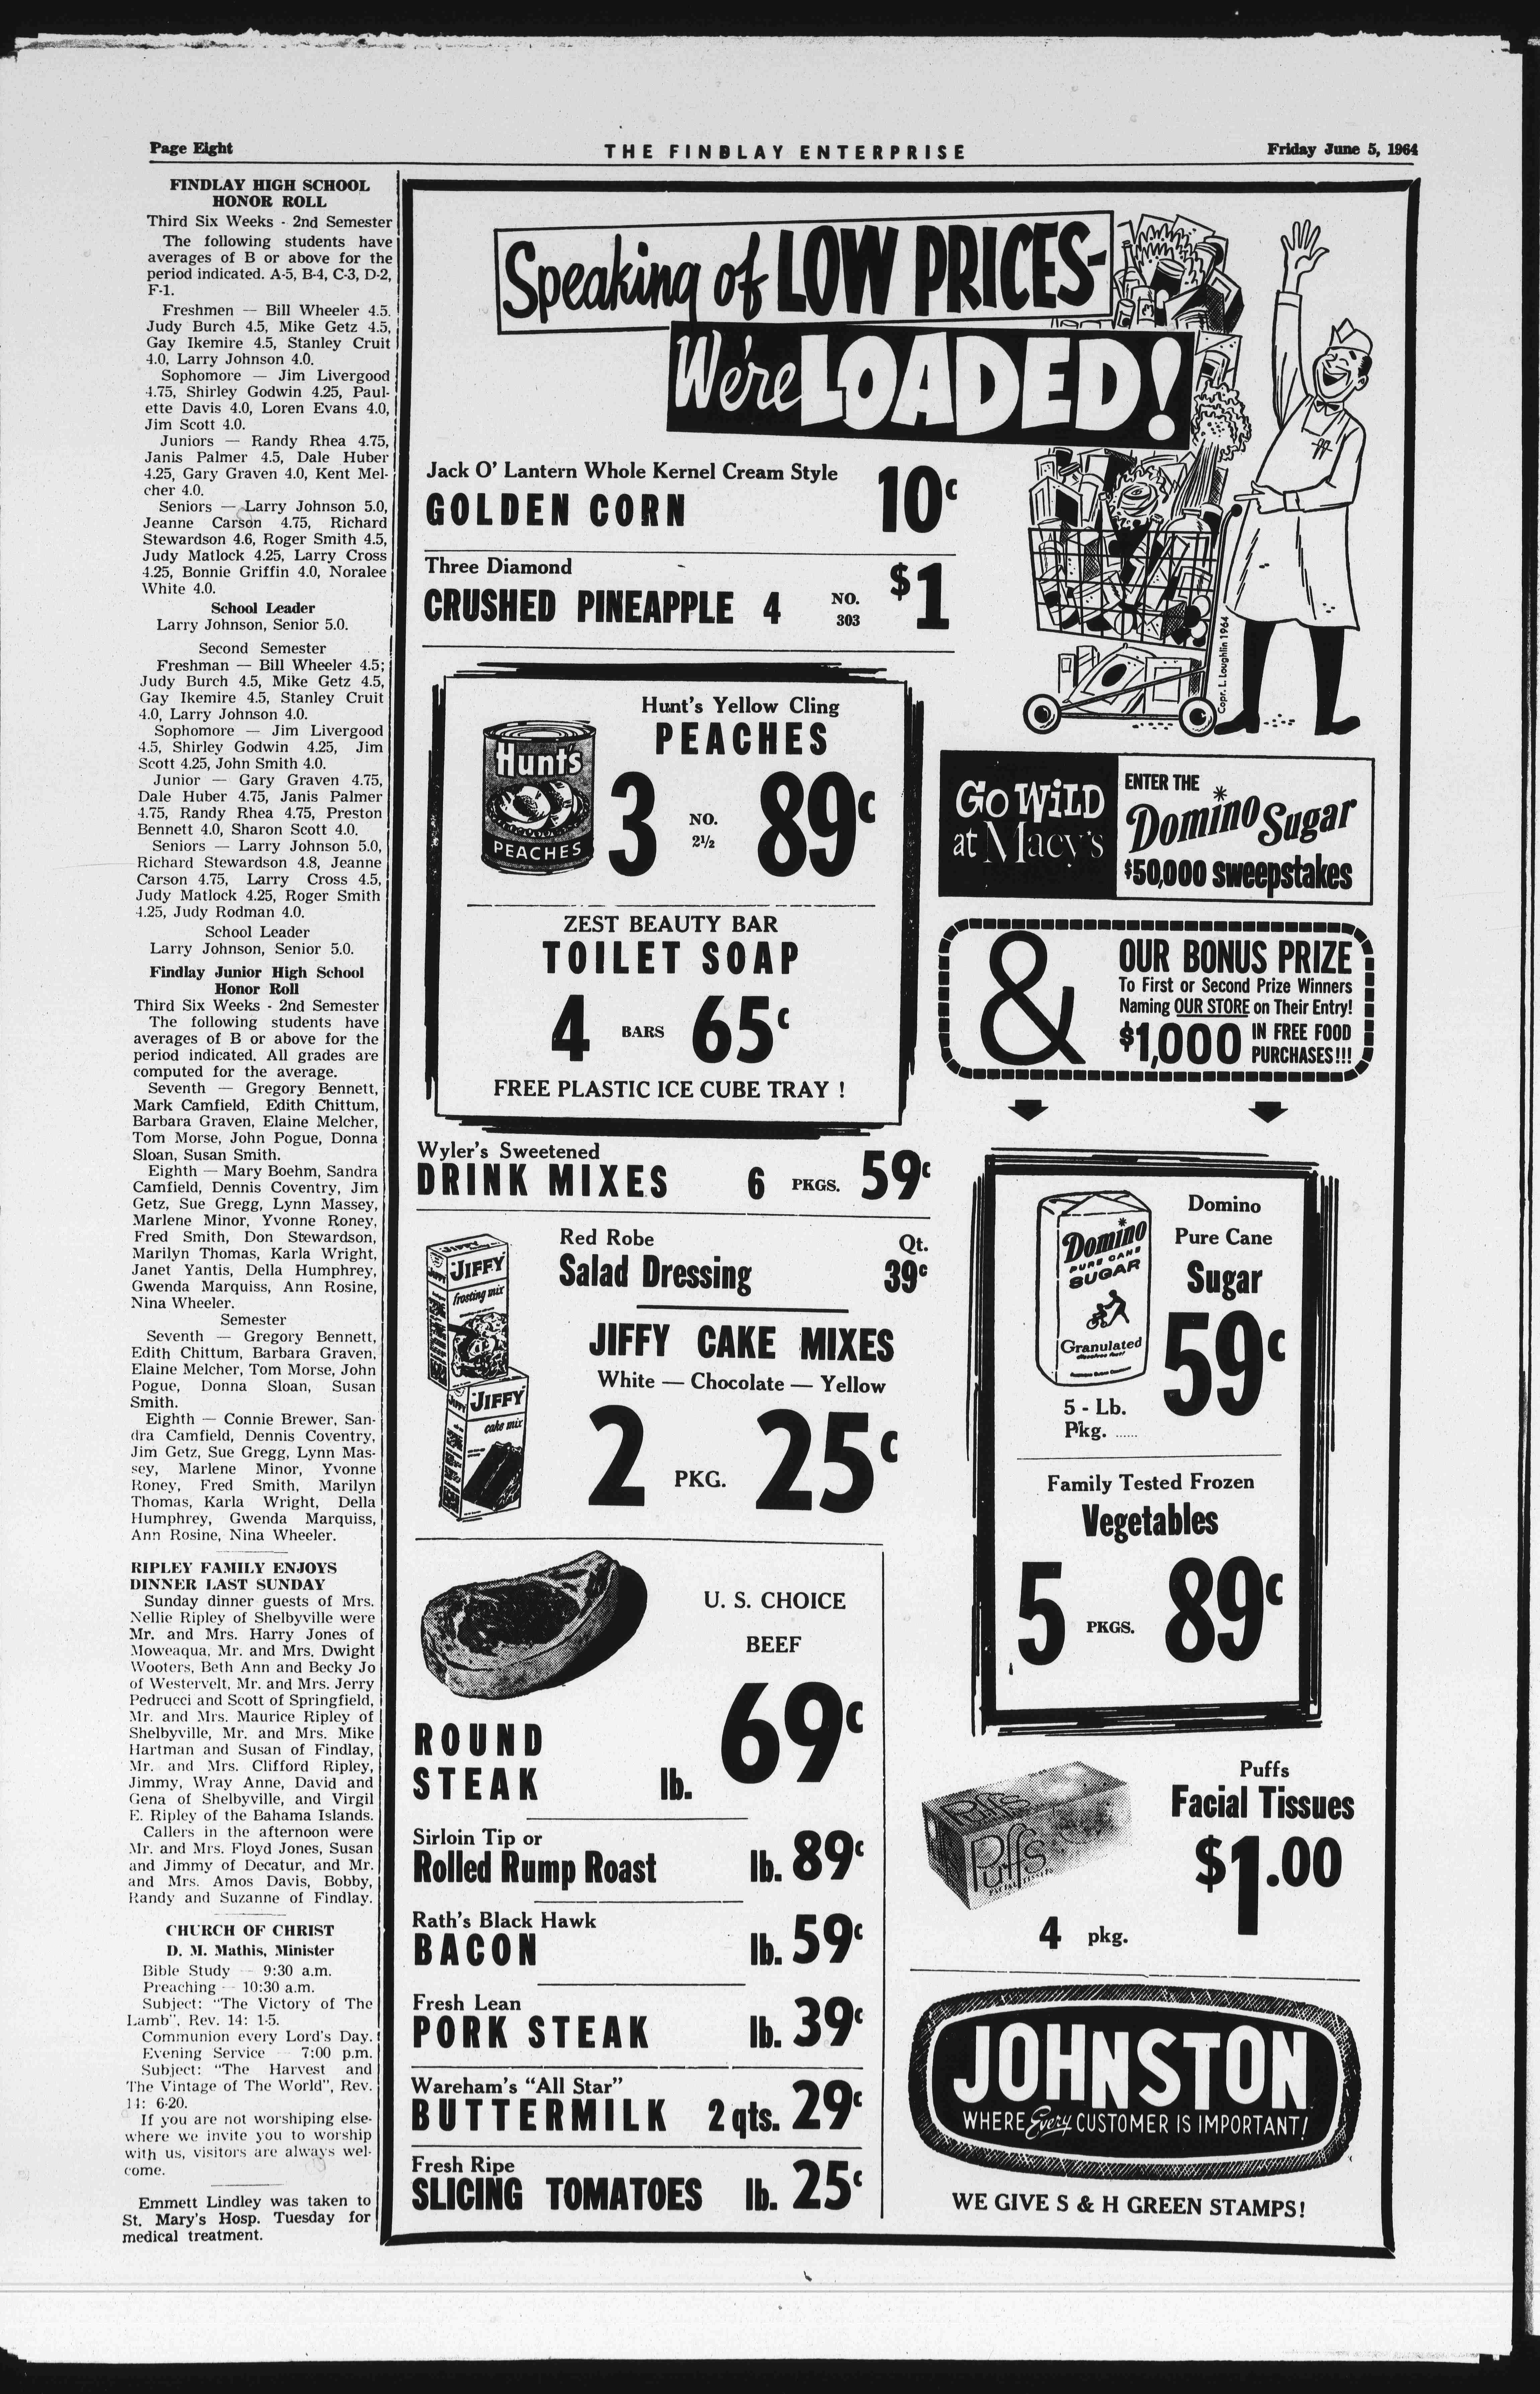 Page Eight
THE FINDLAY ENTERPRISE
Friday June 5, 1964
FINDLAY HIGH SCHOOL
HONOR ROLL
Third Six Weeks - 2nd Semester
The following students have
averages of B or above for the
period indicated. A-5, B-4, C-3, D-2,
F-1.
Freshmen — Bill Wheeler 4.5.
Judy Burch 4.5, Mike Getz 4.5,
Gay Ikemire 4.5, Stanley Cruit
4.0, Larry Johnson 4.0.
Sophomore — Jim Livergood
4.75, Shirley Godwin 4.25, Paul-
ette Davis 4.0, Loren Evans 4.0,
Jim Scott 4.0.
Juniors — Randy Rhea 4.75,
Janis Palmer 4.5, Dale Huber
4.25, Gary Graven 4.0, Kent Mel-
cher 4.0.
Seniors — Larry Johnson 5.0,
Jeanne Carson 4.75, Richard
Stewardson 4.6, Roger Smith 4.5,
Judy Matlock 4.25, Larry Cross
4.25, Bonnie Griffin 4.0, Noralee
White 4.0.
School Leader
Larry Johnson, Senior 5.0.
Second Semester
Freshman — Bill Wheeler 4.5;
Judy Burch 4.5, Mike Getz 4.5,
Gay Ikemire 4.5, Stanley Cruit
4.0, Larry Johnson 4.0.
Sophomore — Jim Livergood
4.5, Shirley Godwin 4.25, Jim
Scott 4.25, John Smith 4.0.
Junior — Gary Graven 4.75,
Dale Huber 4.75, Janis Palmer
4.75, Randy Rhea 4.75, Preston
Bennett 4.0, Sharon Scott 4.0.
Seniors — Larry Johnson 5.0,
Richard Stewardson 4.8, Jeanne
Carson 4.75, Larry Cross 4.5,
Judy Matlock 4.25, Roger Smith
4.25, Judy Rodman 4.0.
School Leader
Larry Johnson, Senior 5.0.
Findlay Junior High School
Honor Roll
Third Six Weeks - 2nd Semester
The following students have
averages of B or above for the
period indicated. All grades are
computed for the average.
Seventh — Gregory Bennett,
Mark Camfield, Edith Chittum,
Barbara Graven, Elaine Melcher,
Tom Morse, John Pogue, Donna
Sloan, Susan Smith.
Eighth — Mary Boehm, Sandra
Camfield, Dennis Coventry, Jim
Getz, Sue Gregg, Lynn Massey,
Marlene Minor, Yvonne Roney,
Fred Smith, Don Stewardson,
Marilyn Thomas, Karla Wright,
Janet Yantis, Della Humphrey,
Gwenda Marquiss, Ann Rosine,
Nina Wheeler.
Semester
Seventh — Gregory Bennett,
Edith Chittum, Barbara Graven,
Elaine Melcher, Tom Morse, John
Pogue, Donna Sloan, Susan
Smith.
Eighth — Connie Brewer, San-
dra Camfield, Dennis Coventry,
Jim Getz, Sue Gregg, Lynn Mas-
sey, Marlene Minor, Yvonne
Roney, Fred Smith, Marilyn
Thomas, Karla Wright, Della
Humphrey, Gwenda Marquiss,
Ann Rosine, Nina Wheeler.
RIPLEY FAMILY ENJOYS
DINNER LAST SUNDAY
Sunday dinner guests of Mrs.
Nellie Ripley of Shelbyville were
Mr. and Mrs. Harry Jones of
Moweaqua, Mr. and Mrs. Dwight
Wooters, Beth Ann and Becky Jo
of Westervelt, Mr. and Mrs. Jerry
Pedrucci and Scott of Springfield,
Mr. and Mrs. Maurice Ripley of
Shelbyville, Mr. and Mrs. Mike
Hartman and Susan of Findlay,
Mr. and Mrs. Clifford Ripley,
Jimmy, Wray Anne, David and
Gena of Shelbyville, and Virgil
E. Ripley of the Bahama Islands.
Callers in the afternoon were
Mr. and Mrs. Floyd Jones, Susan
and Jimmy of Decatur, and Mr.
and Mrs. Amos Davis, Bobby,
Randy and Suzanne of Findlay.
CHURCH OF CHRIST
D. M. Mathis, Minister
Bible Study — 9:30 a.m.
Preaching — 10:30 a.m.
Subject: "The Victory of The
Lamb", Rev. 14: 1-5.
Communion every Lord's Day.
Evening Service — 7:00 p.m.
Subject: "The Harvest and
The Vintage of The World", Rev.
14: 6-20.
If you are not worshiping else-
where we invite you to worship
with us, visitors are always wel-
come.
Emmett Lindley was taken to
St. Mary's Hosp. Tuesday for
medical treatment.
Speaking of LOW PRICES-
We're LOADED!
Copr. L. Loughlin 1964
Jack O' Lantern Whole Kernel Cream Style
GOLDEN CORN 10¢
Three Diamond
CRUSHED PINEAPPLE 4 NO. 303 $1
Hunt's Yellow Cling
PEACHES
Hunt's
PEACHES
3 NO. 2½ 89¢
ZEST BEAUTY BAR
TOILET SOAP
4 BARS 65¢
FREE PLASTIC ICE CUBE TRAY !
Wyler's Sweetened
DRINK MIXES 6 PKGS. 59¢
Red Robe
Salad Dressing Qt. 39¢
JIFFY
frosting mix
JIFFY
cake mix
JIFFY CAKE MIXES
White — Chocolate — Yellow
2 PKG. 25¢
U. S. CHOICE
BEEF
ROUND
STEAK lb. 69¢
Sirloin Tip or
Rolled Rump Roast lb. 89¢
Rath's Black Hawk
BACON lb. 59¢
Fresh Lean
PORK STEAK lb. 39¢
Wareham's "All Star"
BUTTERMILK 2 qts. 29¢
Fresh Ripe
SLICING TOMATOES lb. 25¢
Go WiLD
at Macy's
ENTER THE
Domino Sugar
$50,000 sweepstakes
&
OUR BONUS PRIZE
To First or Second Prize Winners
Naming OUR STORE on Their Entry!
$1,000 IN FREE FOOD
PURCHASES!!!
Domino
PURE CANE
SUGAR
Granulated
Domino
Pure Cane
Sugar
59¢
5 - Lb.
Pkg. ......
Family Tested Frozen
Vegetables
5 PKGS. 89¢
Puffs
Puffs
Puffs
Facial Tissues
$1.00
4 pkg.
JOHNSTON
WHERE Every CUSTOMER IS IMPORTANT!
WE GIVE S & H GREEN STAMPS!